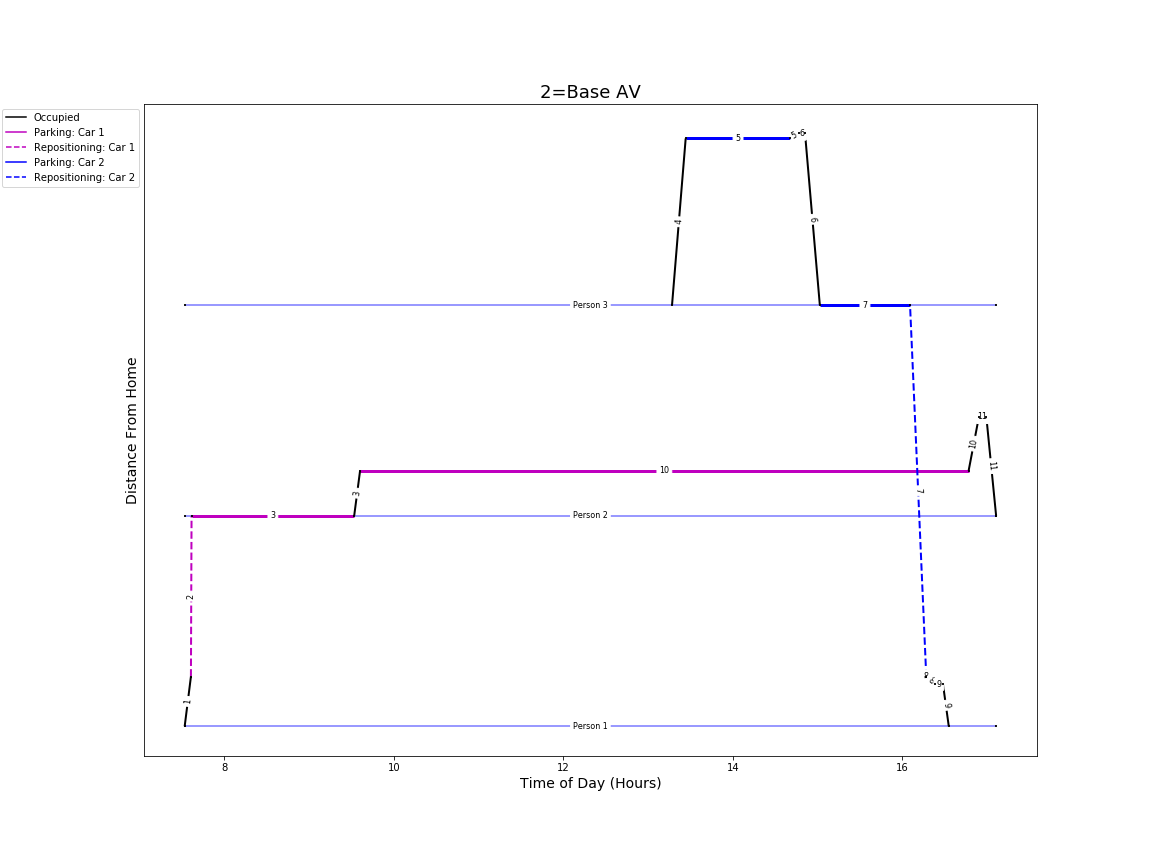 2=Base AV
Occupied
Parking: Car 1
Repositioning: Car 1
Parking: Car 2
Repositioning: Car 2
5
5
6
4
6
Person 3
7
11
10
10
11
3
7
3
Person 2
2
8
9
1
9
Person 1
8
10
12
14
16
Time of Day (Hours)
Distance From Home